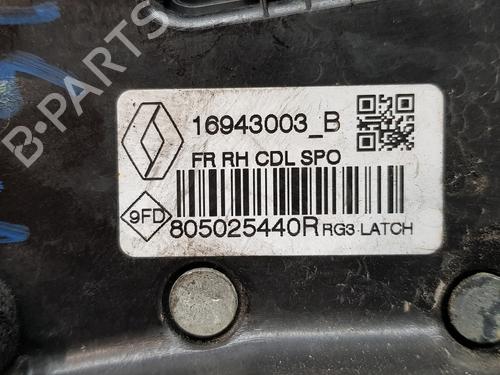 16943003_B
FR RH CDL SPO
9FD
805025440R RG3 LATCH
B-PARTS